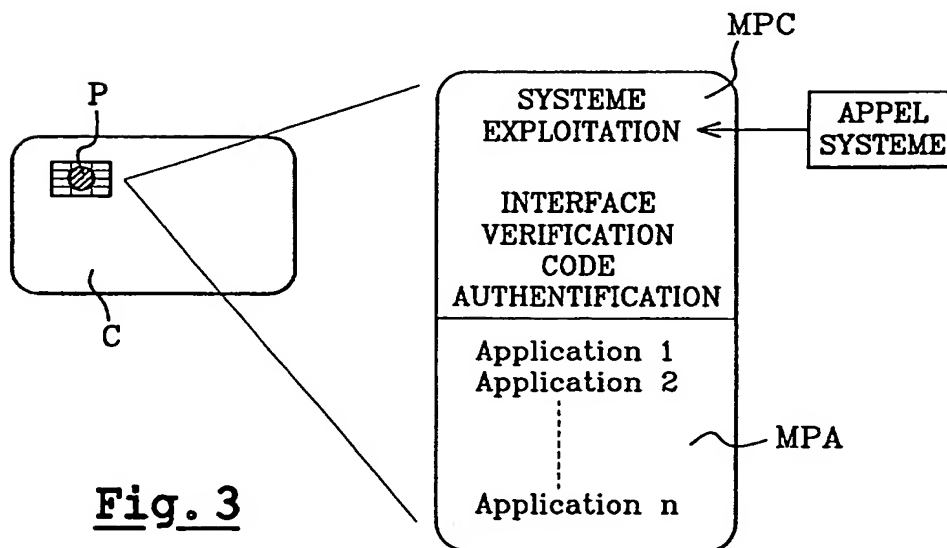 MPC
P
SYSTEME
EXPLOITATION
APPEL
SYSTEME
INTERFACE
VERIFICATION
CODE
AUTHENTIFICATION
C
Application 1
Application 2
MPA
Application n
Fig. 3